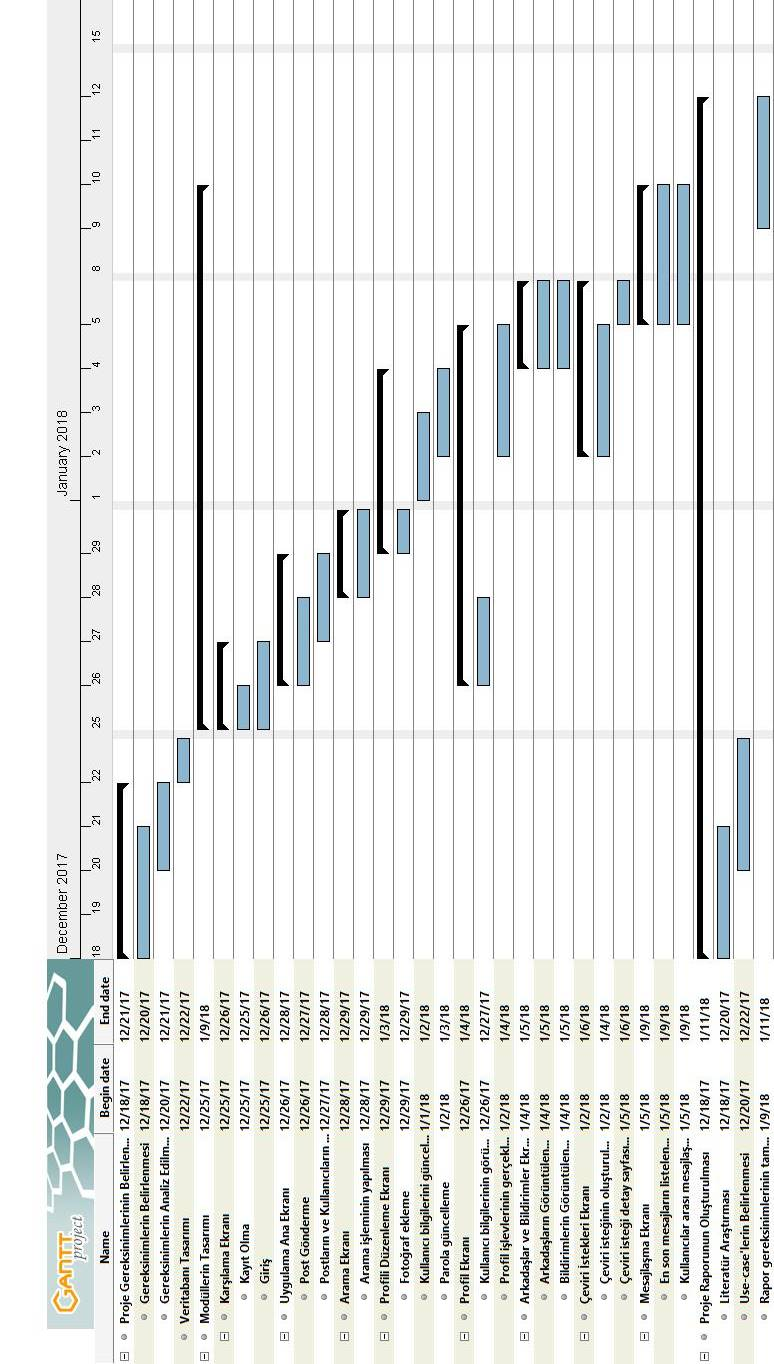 GANTT project
December 2017 January 2018
Name Begin date End date 18 19 20 21 22 25 26 27 28 29 1 2 3 4 5 8 9 10 11 12 15
Proje Gereksinimlerinin Belirlen... 12/18/17 12/21/17
Gereksinimlerin Belirlenmesi 12/18/17 12/20/17
Gereksinimlerin Analiz Edilm... 12/20/17 12/21/17
Veritabanı Tasarımı 12/22/17 12/22/17
Modüllerin Tasarımı 12/25/17 1/9/18
Karşılama Ekranı 12/25/17 12/26/17
Kayıt Olma 12/25/17 12/25/17
Giriş 12/25/17 12/26/17
Uygulama Ana Ekranı 12/26/17 12/28/17
Post Gönderme 12/26/17 12/27/17
Postların ve Kullanıcıların ... 12/27/17 12/28/17
Arama Ekranı 12/28/17 12/29/17
Arama işleminin yapılması 12/28/17 12/29/17
Profili Düzenleme Ekranı 12/29/17 1/3/18
Fotoğraf ekleme 12/29/17 12/29/17
Kullanıcı bilgilerini güncel... 1/1/18 1/2/18
Parola güncelleme 1/2/18 1/3/18
Profil Ekranı 12/26/17 1/4/18
Kullanıcı bilgilerinin görü... 12/26/17 12/27/17
Profil işlevlerinin gerçekl... 1/2/18 1/4/18
Arkadaşlar ve Bildirimler Ekr... 1/4/18 1/5/18
Arkadaşların Görüntülen... 1/4/18 1/5/18
Bildirimlerin Görüntülen... 1/4/18 1/5/18
Çeviri İstekleri Ekranı 1/2/18 1/6/18
Çeviri isteğinin oluşturul... 1/2/18 1/4/18
Çeviri isteği detay sayfası... 1/5/18 1/6/18
Mesajlaşma Ekranı 1/5/18 1/9/18
En son mesajların listelen... 1/5/18 1/9/18
Kullanıcılar arası mesajlaş... 1/5/18 1/9/18
Proje Raporunun Oluşturulması 12/18/17 1/11/18
Literatür Araştırması 12/18/17 12/20/17
Use-case'lerin Belirlenmesi 12/20/17 12/22/17
Rapor gereksinimlerinin tam... 1/9/18 1/11/18